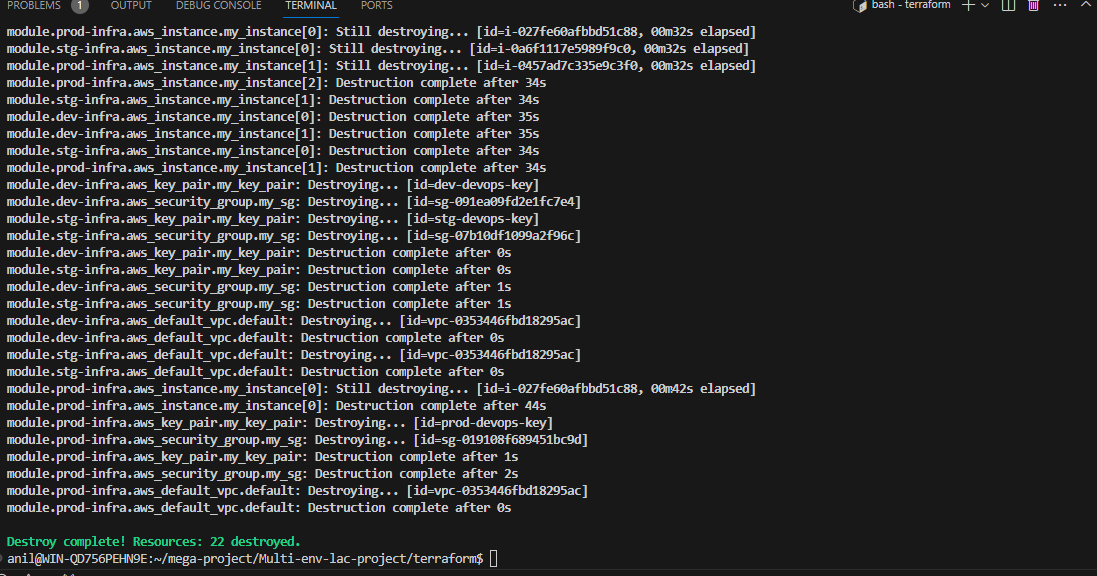 PROBLEMS 1 OUTPUT DEBUG CONSOLE TERMINAL PORTS bash - terraform
module.prod-infra.aws_instance.my_instance[0]: Still destroying... [id=i-027fe60afbbd51c88, 00m32s elapsed]
module.stg-infra.aws_instance.my_instance[0]: Still destroying... [id=i-0a6f1117e5989f9c0, 00m32s elapsed]
module.prod-infra.aws_instance.my_instance[1]: Still destroying... [id=i-0457ad7c335e9c3f0, 00m32s elapsed]
module.prod-infra.aws_instance.my_instance[2]: Destruction complete after 34s
module.stg-infra.aws_instance.my_instance[1]: Destruction complete after 34s
module.dev-infra.aws_instance.my_instance[0]: Destruction complete after 35s
module.dev-infra.aws_instance.my_instance[1]: Destruction complete after 35s
module.stg-infra.aws_instance.my_instance[0]: Destruction complete after 34s
module.prod-infra.aws_instance.my_instance[1]: Destruction complete after 34s
module.dev-infra.aws_key_pair.my_key_pair: Destroying... [id=dev-devops-key]
module.dev-infra.aws_security_group.my_sg: Destroying... [id=sg-091ea09fd2e1fc7e4]
module.stg-infra.aws_key_pair.my_key_pair: Destroying... [id=stg-devops-key]
module.stg-infra.aws_security_group.my_sg: Destroying... [id=sg-07b10df1099a2f96c]
module.dev-infra.aws_key_pair.my_key_pair: Destruction complete after 0s
module.stg-infra.aws_key_pair.my_key_pair: Destruction complete after 0s
module.dev-infra.aws_security_group.my_sg: Destruction complete after 1s
module.stg-infra.aws_security_group.my_sg: Destruction complete after 1s
module.dev-infra.aws_default_vpc.default: Destroying... [id=vpc-0353446fbd18295ac]
module.dev-infra.aws_default_vpc.default: Destruction complete after 0s
module.stg-infra.aws_default_vpc.default: Destroying... [id=vpc-0353446fbd18295ac]
module.stg-infra.aws_default_vpc.default: Destruction complete after 0s
module.prod-infra.aws_instance.my_instance[0]: Still destroying... [id=i-027fe60afbbd51c88, 00m42s elapsed]
module.prod-infra.aws_instance.my_instance[0]: Destruction complete after 44s
module.prod-infra.aws_key_pair.my_key_pair: Destroying... [id=prod-devops-key]
module.prod-infra.aws_security_group.my_sg: Destroying... [id=sg-019108f689451bc9d]
module.prod-infra.aws_key_pair.my_key_pair: Destruction complete after 1s
module.prod-infra.aws_security_group.my_sg: Destruction complete after 2s
module.prod-infra.aws_default_vpc.default: Destroying... [id=vpc-0353446fbd18295ac]
module.prod-infra.aws_default_vpc.default: Destruction complete after 0s
Destroy complete! Resources: 22 destroyed.
anil@WIN-QD756PEHN9E:~/mega-project/Multi-env-lac-project/terraform$